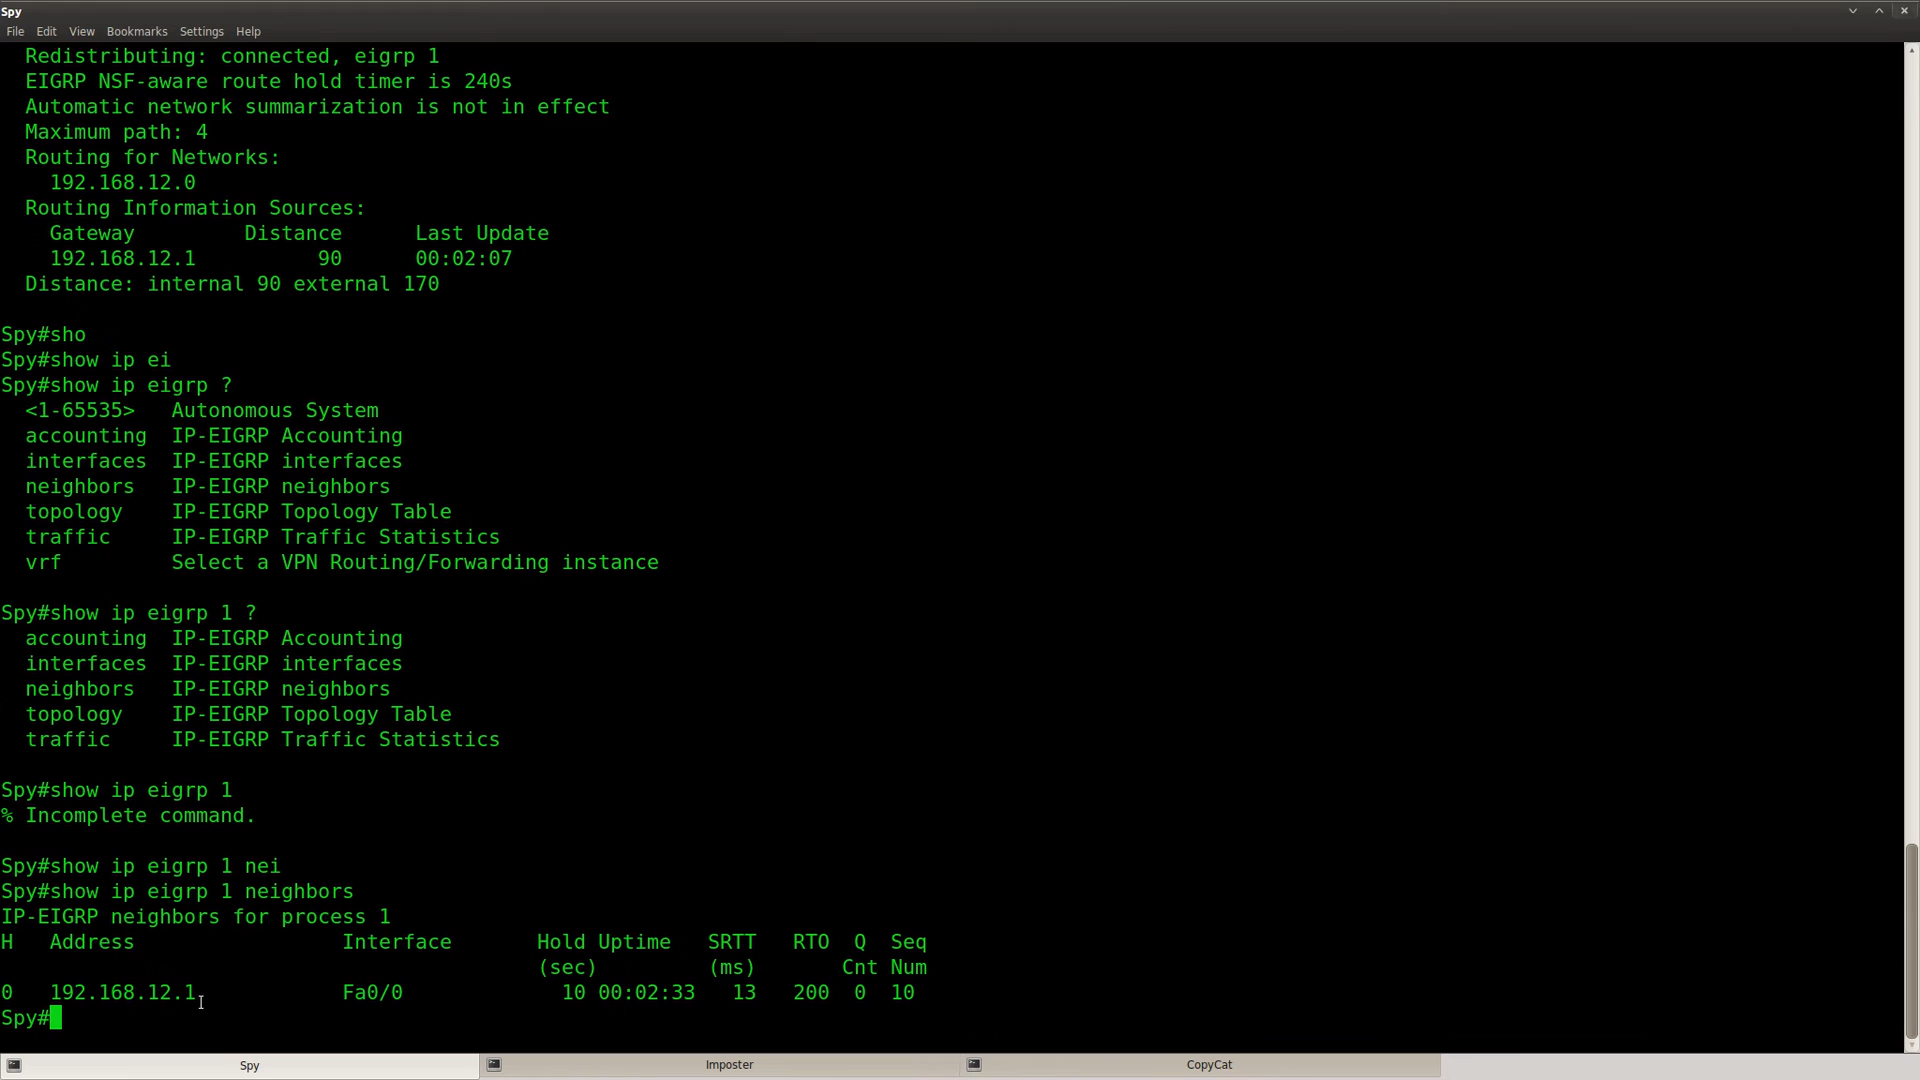 Spy
File Edit View Bookmarks Settings Help
Redistributing: connected, eigrp 1
EIGRP NSF-aware route hold timer is 240s
Automatic network summarization is not in effect
Maximum path: 4
Routing for Networks:
192.168.12.0
Routing Information Sources:
Gateway Distance Last Update
192.168.12.1 90 00:02:07
Distance: internal 90 external 170
Spy#sho
Spy#show ip ei
Spy#show ip eigrp ?
<1-65535> Autonomous System
accounting IP-EIGRP Accounting
interfaces IP-EIGRP interfaces
neighbors IP-EIGRP neighbors
topology IP-EIGRP Topology Table
traffic IP-EIGRP Traffic Statistics
vrf Select a VPN Routing/Forwarding instance
Spy#show ip eigrp 1 ?
accounting IP-EIGRP Accounting
interfaces IP-EIGRP interfaces
neighbors IP-EIGRP neighbors
topology IP-EIGRP Topology Table
traffic IP-EIGRP Traffic Statistics
Spy#show ip eigrp 1
% Incomplete command.
Spy#show ip eigrp 1 nei
Spy#show ip eigrp 1 neighbors
IP-EIGRP neighbors for process 1
H Address Interface Hold Uptime SRTT RTO Q Seq
(sec) (ms) Cnt Num
0 192.168.12.1 Fa0/0 10 00:02:33 13 200 0 10
Spy#
Spy Imposter CopyCat